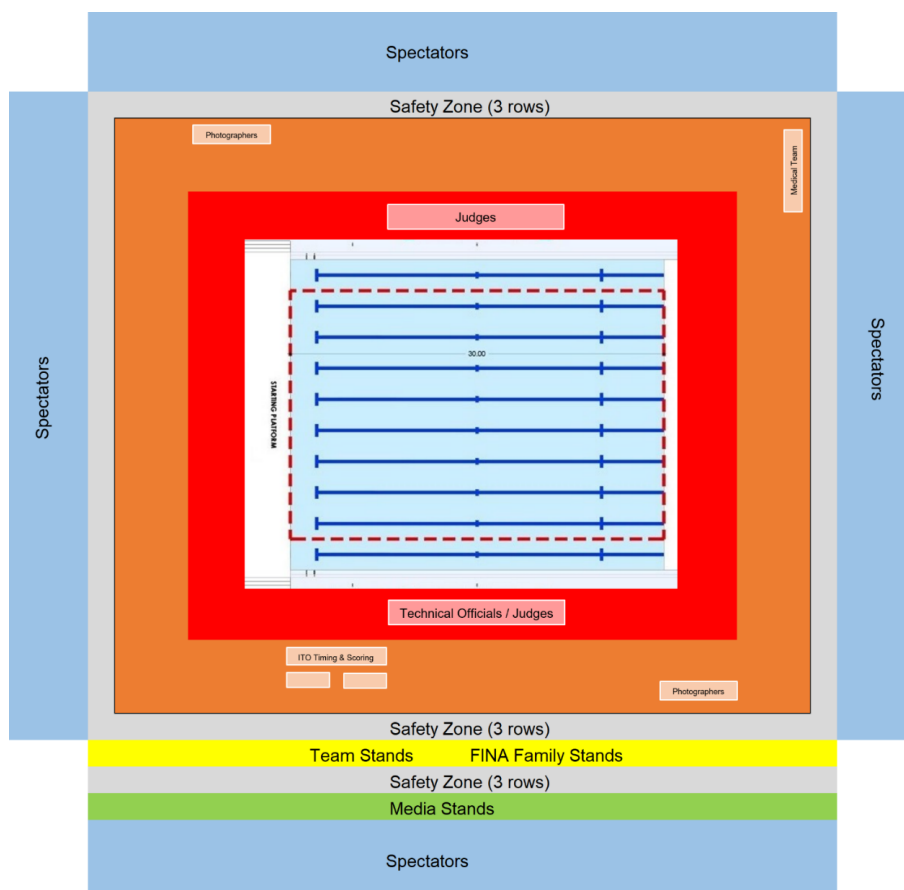 Spectators
Safety Zone (3 rows)
Photographers
Medical Team
Judges
Spectators
30.00
STARTING PLATFORM
Spectators
Technical Officials / Judges
ITO Timing & Scoring
Photographers
Safety Zone (3 rows)
Team Stands FINA Family Stands
Safety Zone (3 rows)
Media Stands
Spectators